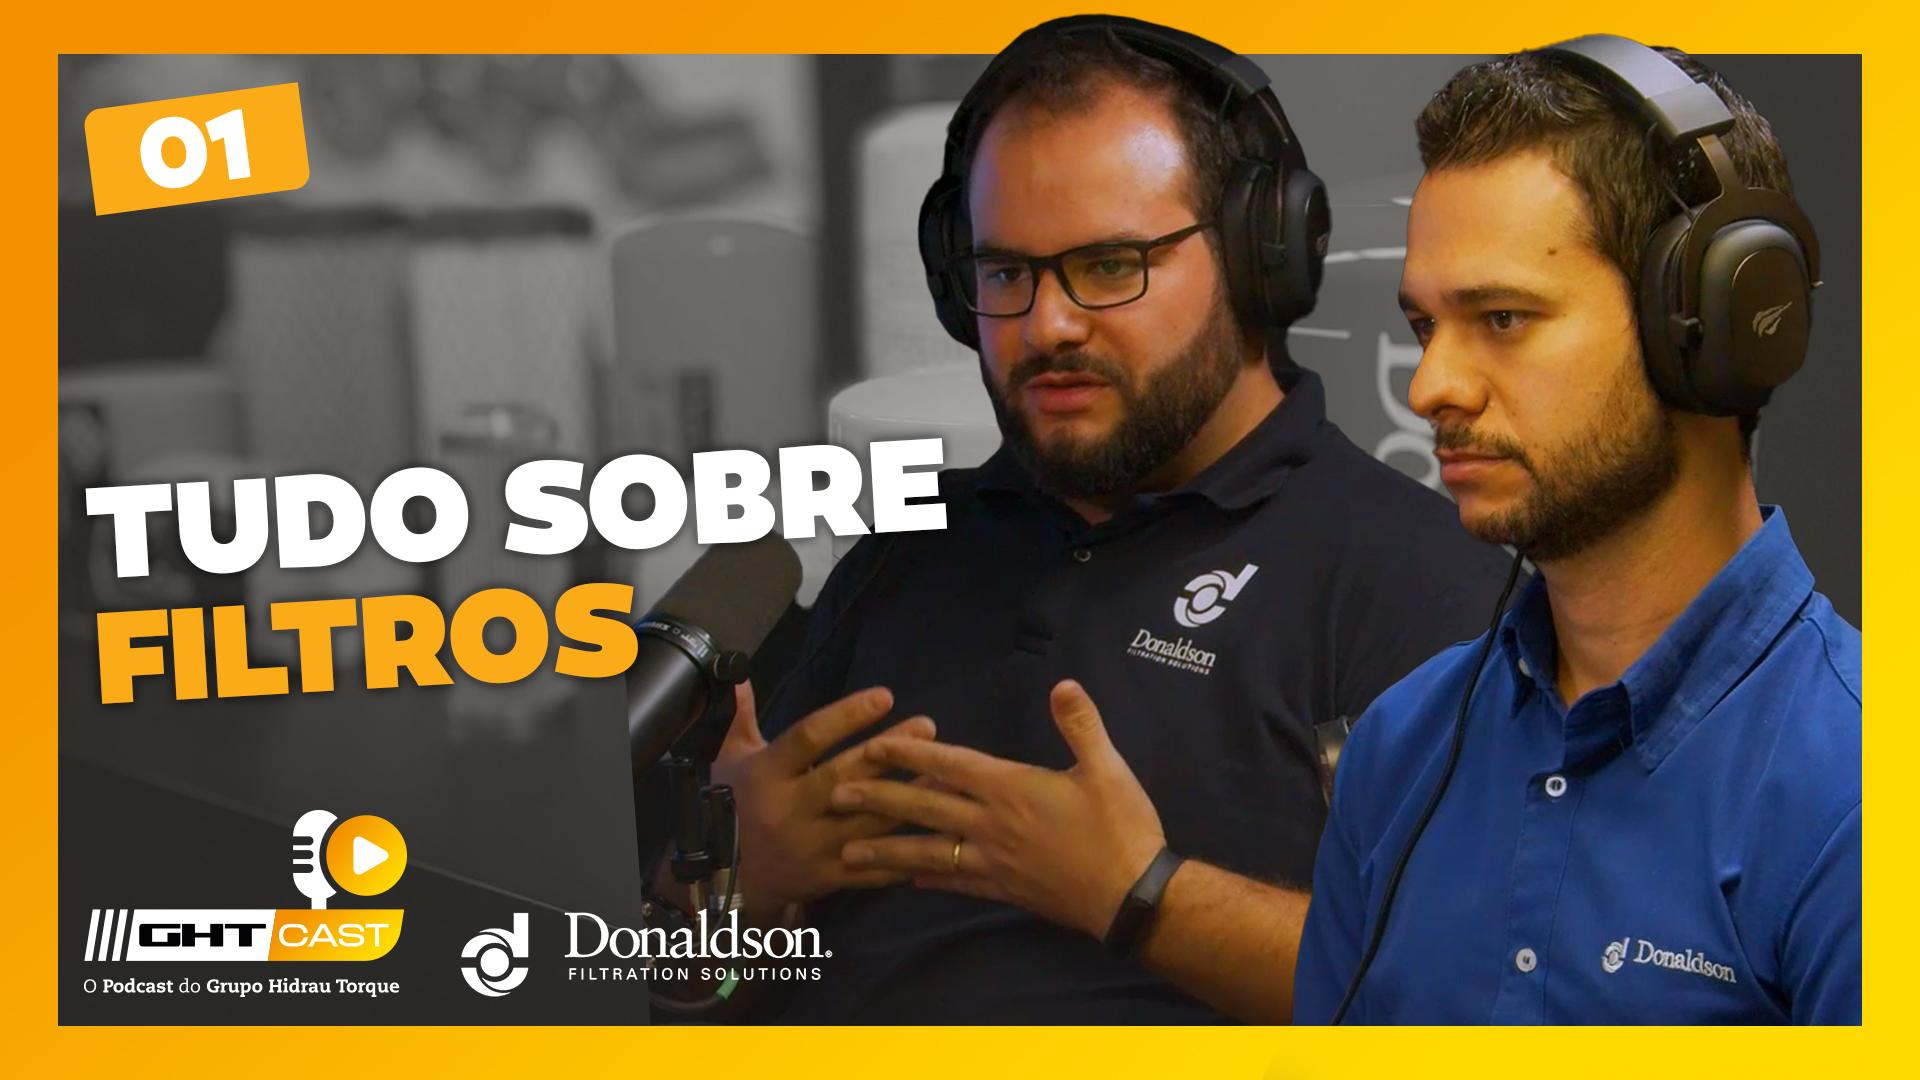 01
TUDO SOBRE
FILTROS
GHT CAST
O Podcast do Grupo Hidrau Torque
Donaldson®
FILTRATION SOLUTIONS
Donaldson
FILTRATION SOLUTIONS
Donaldson